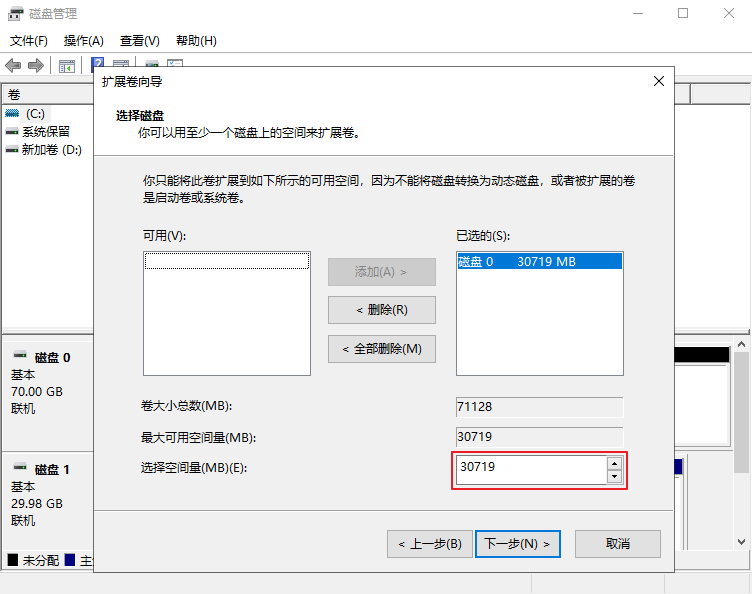 磁盘管理
文件(F) 操作(A) 查看(V) 帮助(H)
卷
(C:)
系统保留
新加卷 (D:)
扩展卷向导
选择磁盘
你可以用至少一个磁盘上的空间来扩展卷。
你只能将此卷扩展到如下所示的可用空间，因为不能将磁盘转换为动态磁盘，或者被扩展的卷
是启动卷或系统卷。
可用(V):
已选的(S):
磁盘 0 30719 MB
添加(A) >
< 删除(R)
< 全部删除(M)
卷大小总数(MB): 71128
最大可用空间量(MB): 30719
选择空间量(MB)(E): 30719
< 上一步(B) 下一步(N) > 取消
磁盘 0
基本
70.00 GB
联机
磁盘 1
基本
29.98 GB
联机
未分配 主